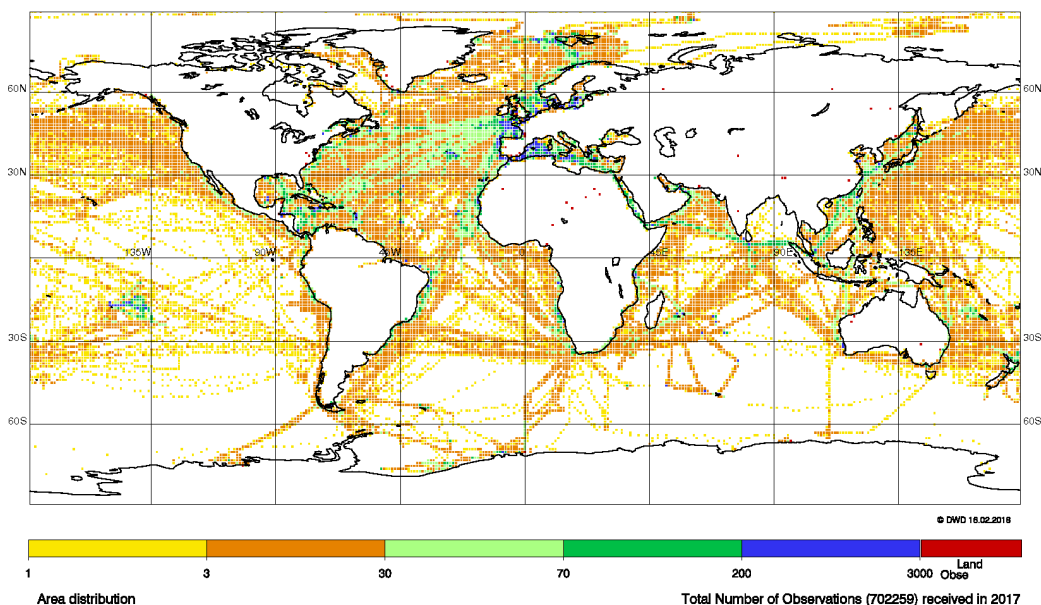 60N 60N
30N 30N
135W 90W 45W 0 45E 90E 135E
30S 30S
60S 60S
© DWD 16.02.2018
1 3 30 70 200 3000 Land
Obse
Area distribution Total Number of Observations (702259) received in 2017